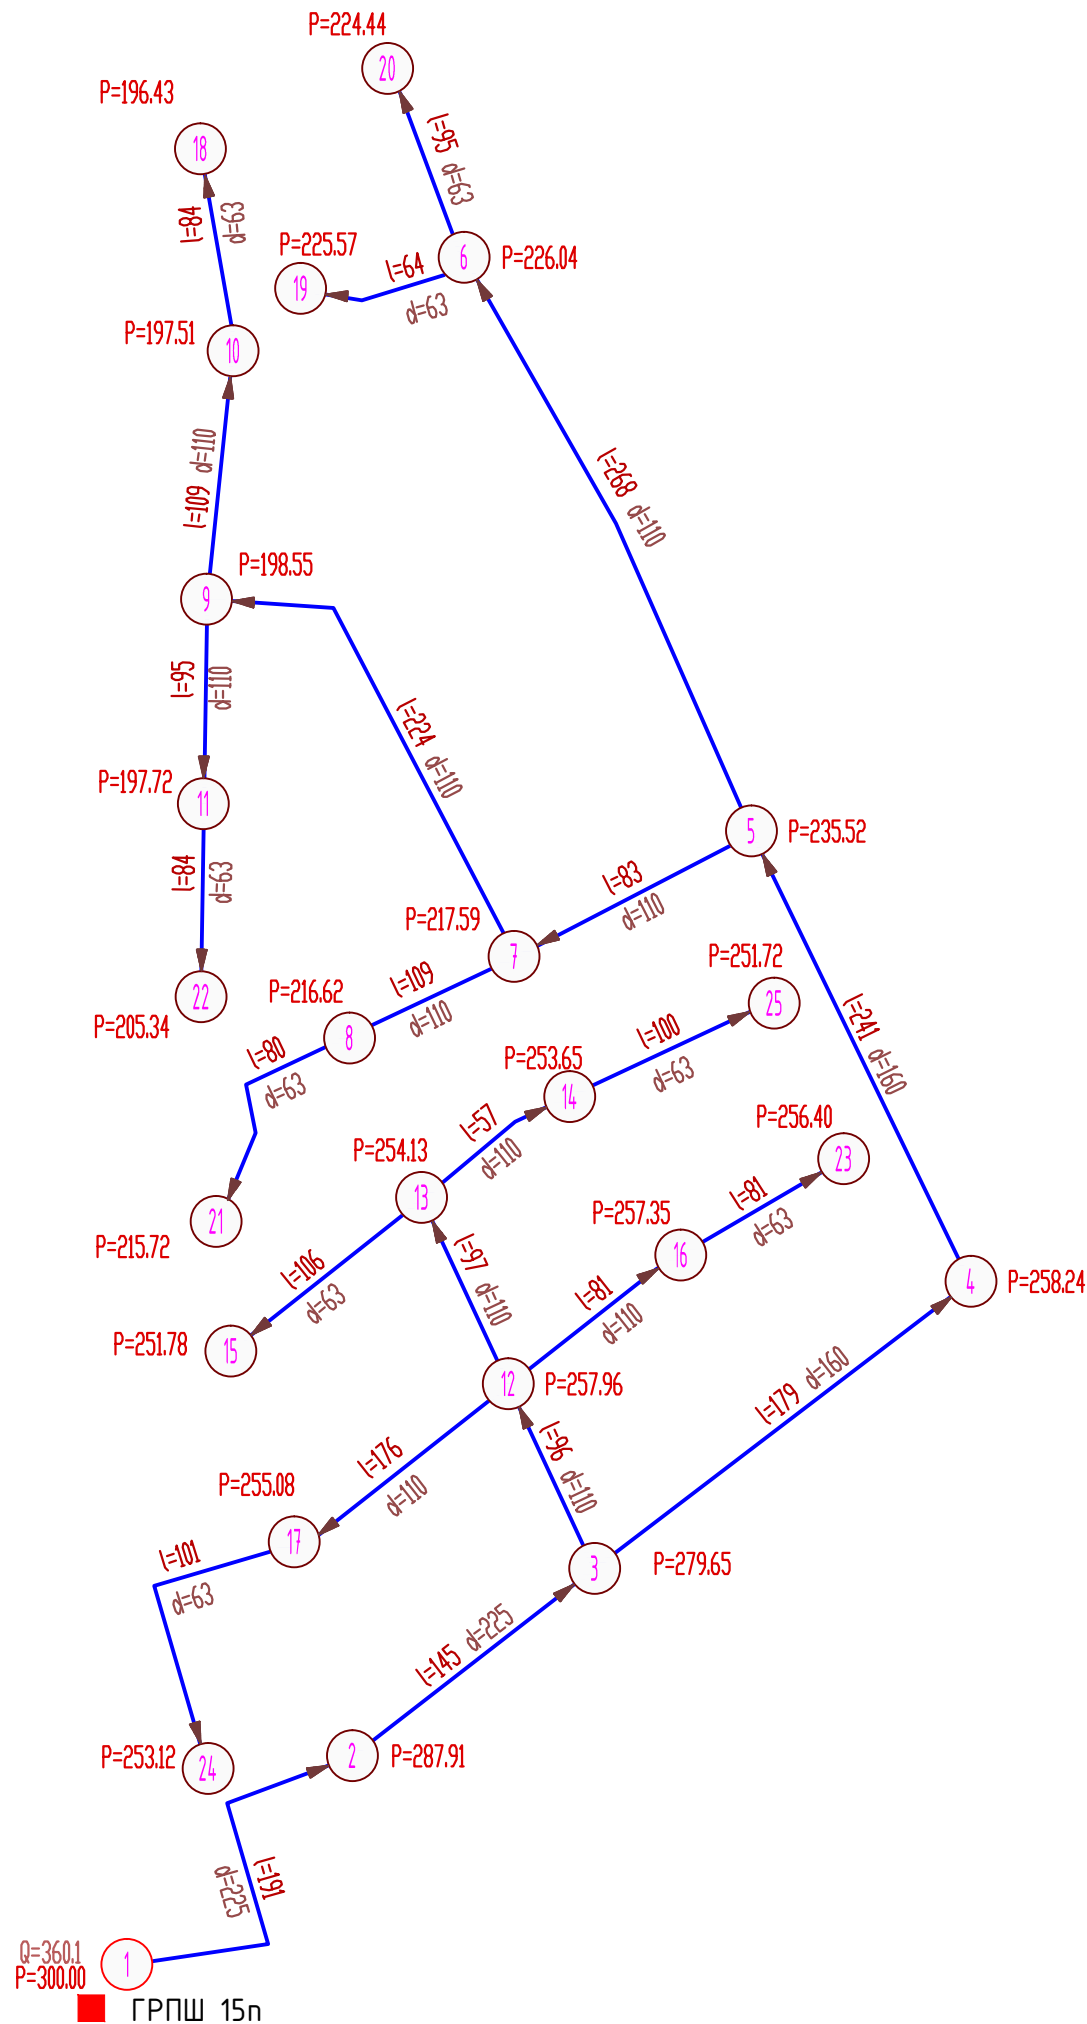 P=224.44
20
P=196.43
18
l=95 d=63
l=84
d=63
P=225.57
19
l=64
d=63
6
P=226.04
P=197.51
10
l=109 d=110
l=268 d=110
P=198.55
9
l=95
d=110
l=224 d=110
P=197.72
11
l=84
d=63
5
P=235.52
l=83
d=110
P=217.59
7
P=251.72
25
P=216.62
8
l=109
d=110
22
P=205.34
l=80
d=63
l=100
d=63
P=253.65
14
l=241 d=160
l=57
d=110
P=256.40
23
P=254.13
13
l=81
d=63
21
P=215.72
P=257.35
16
l=97 d=110
l=106
d=63
l=81
d=110
4
P=258.24
P=251.78
15
12
P=257.96
l=179 d=160
l=96 d=110
l=176
d=110
P=255.08
17
l=101
d=63
3
P=279.65
l=145 d=225
P=253.12
24
2
P=287.91
l=191
d=225
Q=360.1
P=300.00
1
ГРПШ 15п